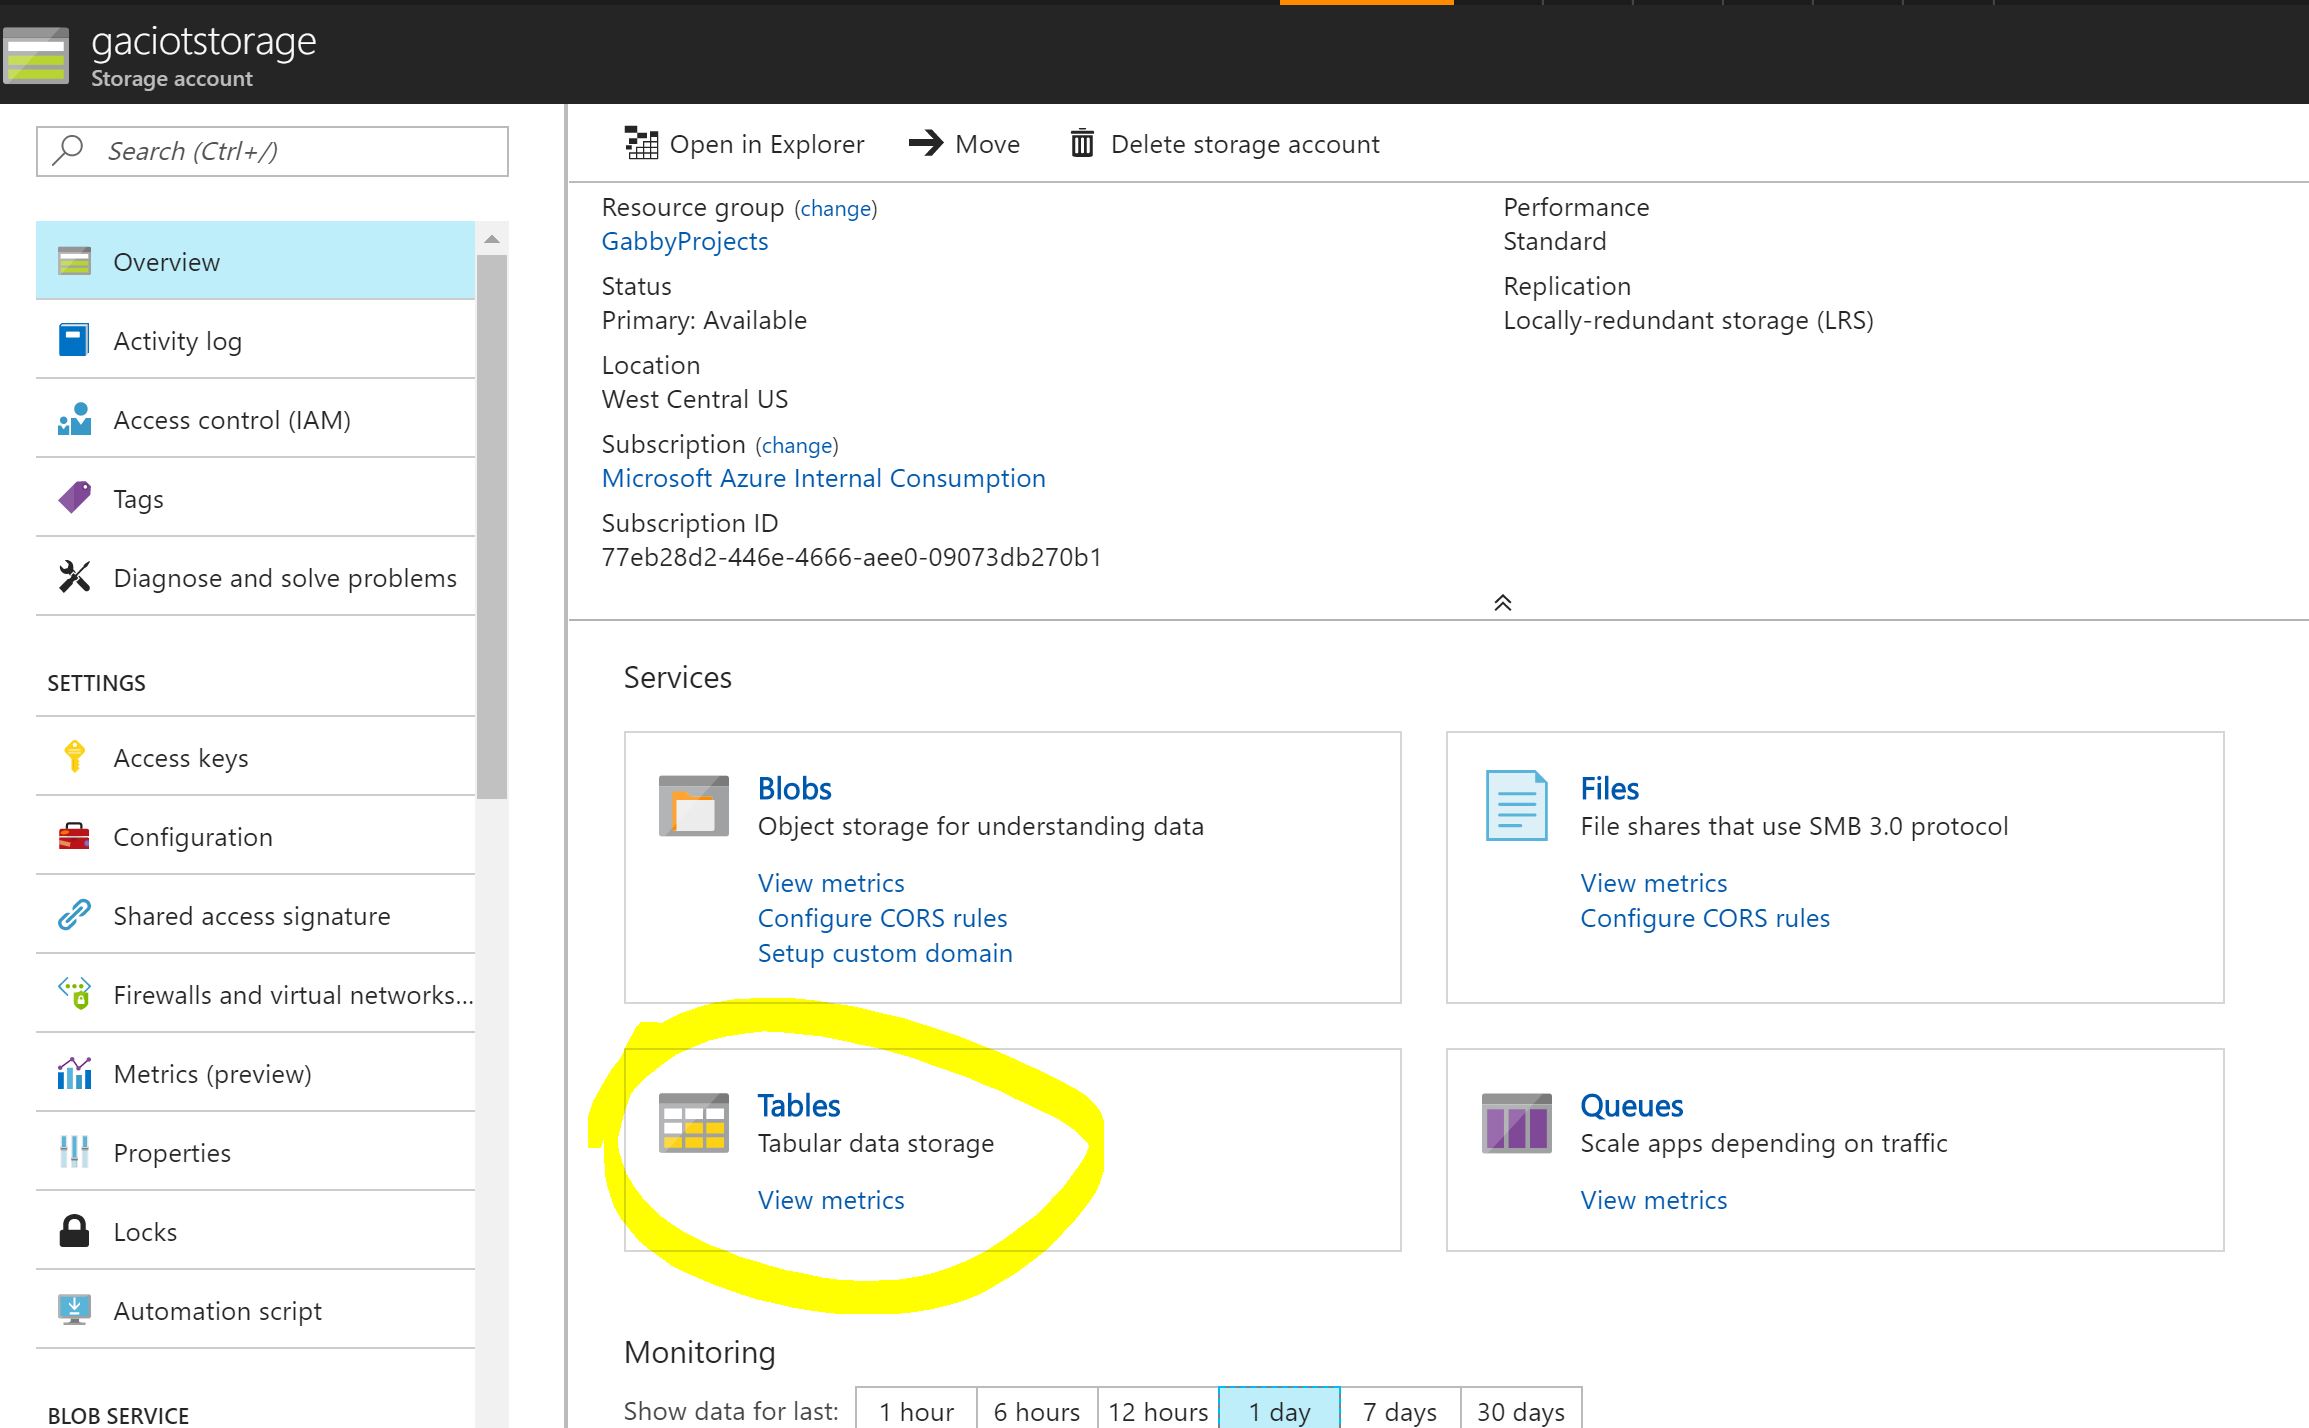 gaciotstorage
Storage account
Search (Ctrl+/)
Overview
Activity log
Access control (IAM)
Tags
Diagnose and solve problems
SETTINGS
Access keys
Configuration
Shared access signature
Firewalls and virtual networks...
Metrics (preview)
Properties
Locks
Automation script
BLOB SERVICE
Open in Explorer
Move
Delete storage account
Resource group (change)
GabbyProjects
Status
Primary: Available
Location
West Central US
Subscription (change)
Microsoft Azure Internal Consumption
Subscription ID
77eb28d2-446e-4666-aee0-09073db270b1
Performance
Standard
Replication
Locally-redundant storage (LRS)
Services
Blobs
Object storage for understanding data
View metrics
Configure CORS rules
Setup custom domain
Files
File shares that use SMB 3.0 protocol
View metrics
Configure CORS rules
Tables
Tabular data storage
View metrics
Queues
Scale apps depending on traffic
View metrics
Monitoring
Show data for last: 1 hour 6 hours 12 hours 1 day 7 days 30 days